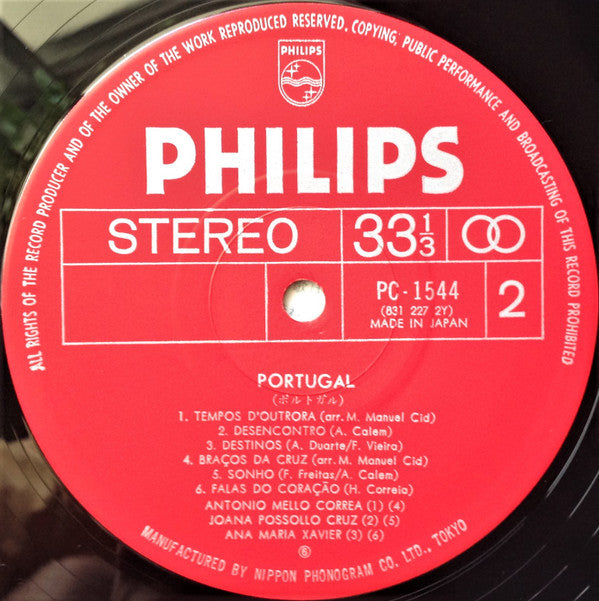 ALL RIGHTS OF THE RECORD PRODUCER AND OF THE OWNER OF THE WORK REPRODUCED RESERVED. COPYING, PUBLIC PERFORMANCE AND BROADCASTING OF THIS RECORD PROHIBITED
PHILIPS
PHILIPS
STEREO 33⅓
PC-1544 2
(831 227 2Y)
MADE IN JAPAN
PORTUGAL
(ポルトガル)
1. TEMPOS D'OUTRORA (arr. M. Manuel Cid)
2. DESENCONTRO (A. Calem)
3. DESTINOS (A. Duarte/F. Vieira)
4. BRAÇOS DA CRUZ (arr. M. Manuel Cid)
5. SONHO (F. Freitas/A. Calem)
6. FALAS DO CORAÇÃO (H. Correia)
ANTONIO MELLO CORREA (1) (4)
JOANA POSSOLLO CRUZ (2) (5)
ANA MARIA XAVIER (3) (6)
MANUFACTURED BY NIPPON PHONOGRAM CO. LTD., TOKYO